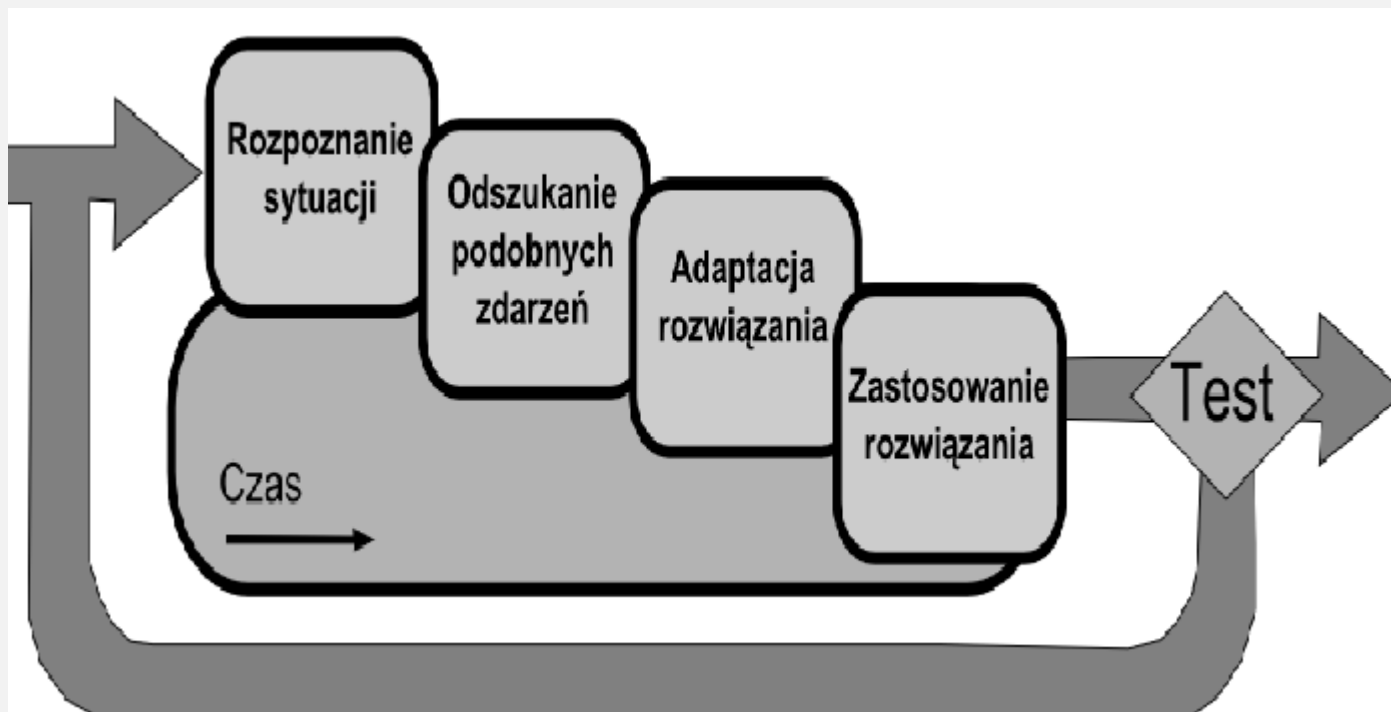 Rozpoznanie
sytuacji
Odszukanie
podobnych
zdarzeń
Adaptacja
rozwiązania
Zastosowanie
rozwiązania
Test
Czas